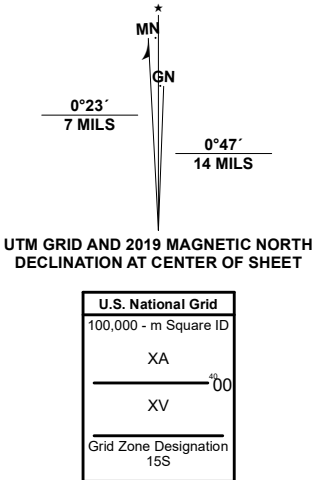 ★
MN
GN
0°23´
7 MILS
0°47´
14 MILS
UTM GRID AND 2019 MAGNETIC NORTH
DECLINATION AT CENTER OF SHEET
U.S. National Grid
100,000 - m Square ID
XA
4000
XV
Grid Zone Designation
15S